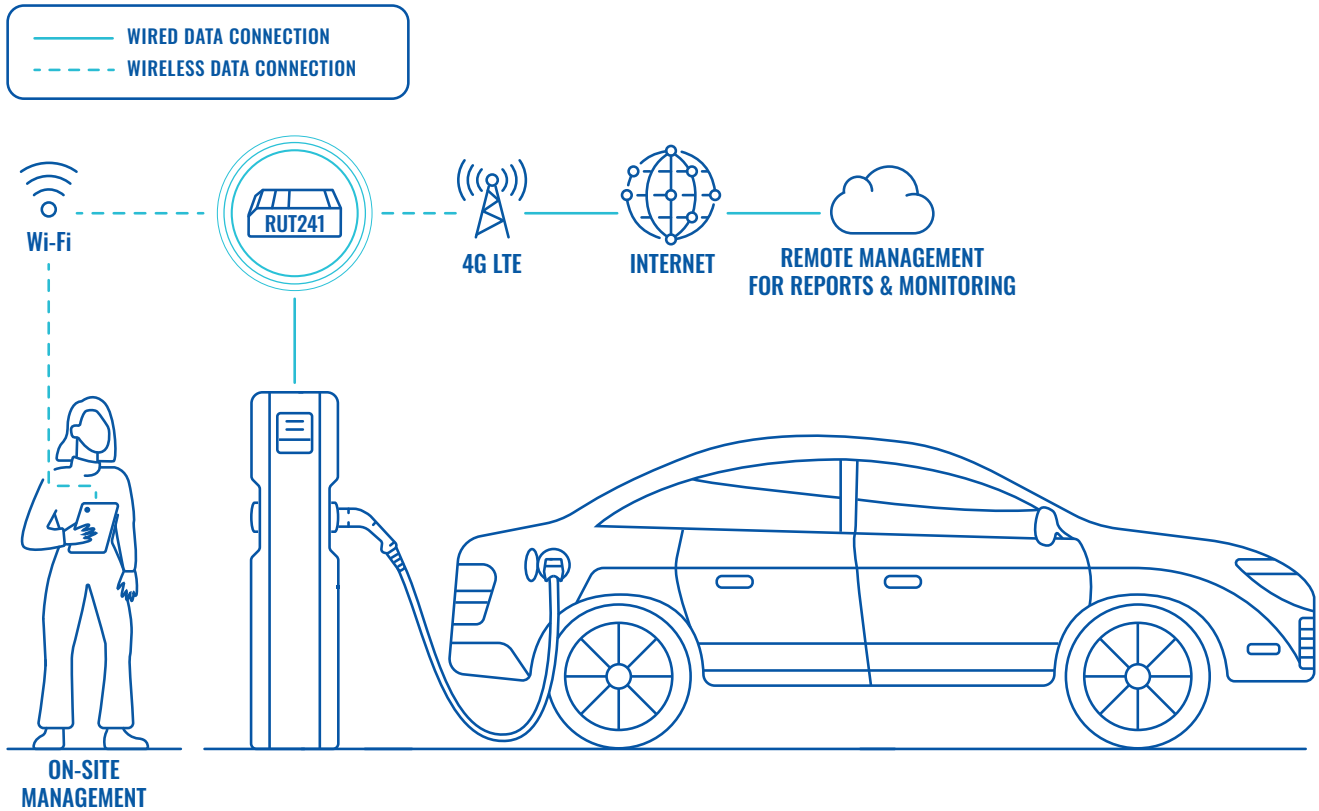 WIRED DATA CONNECTION
WIRELESS DATA CONNECTION
RUT241
Wi-Fi
4G LTE
INTERNET
REMOTE MANAGEMENT
FOR REPORTS & MONITORING
ON-SITE
MANAGEMENT